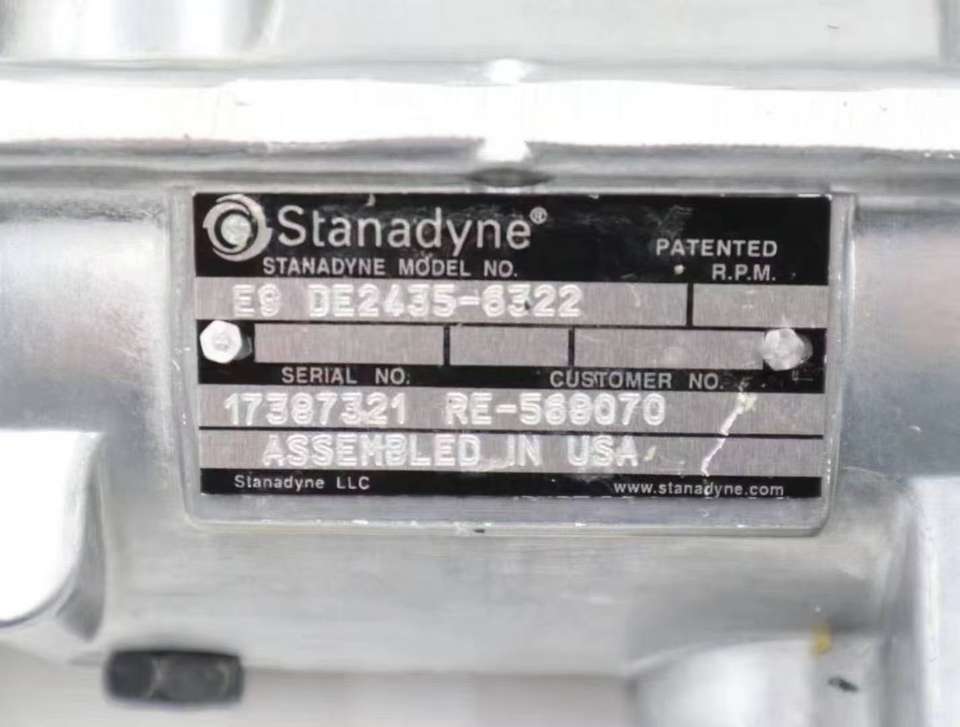 Stanadyne®
PATENTED
STANADYNE MODEL NO.
R.P.M.
E9 DE2435-6322
SERIAL NO.
CUSTOMER NO.
17387321 RE-568070
ASSEMBLED IN USA
Stanadyne LLC
www.stanadyne.com